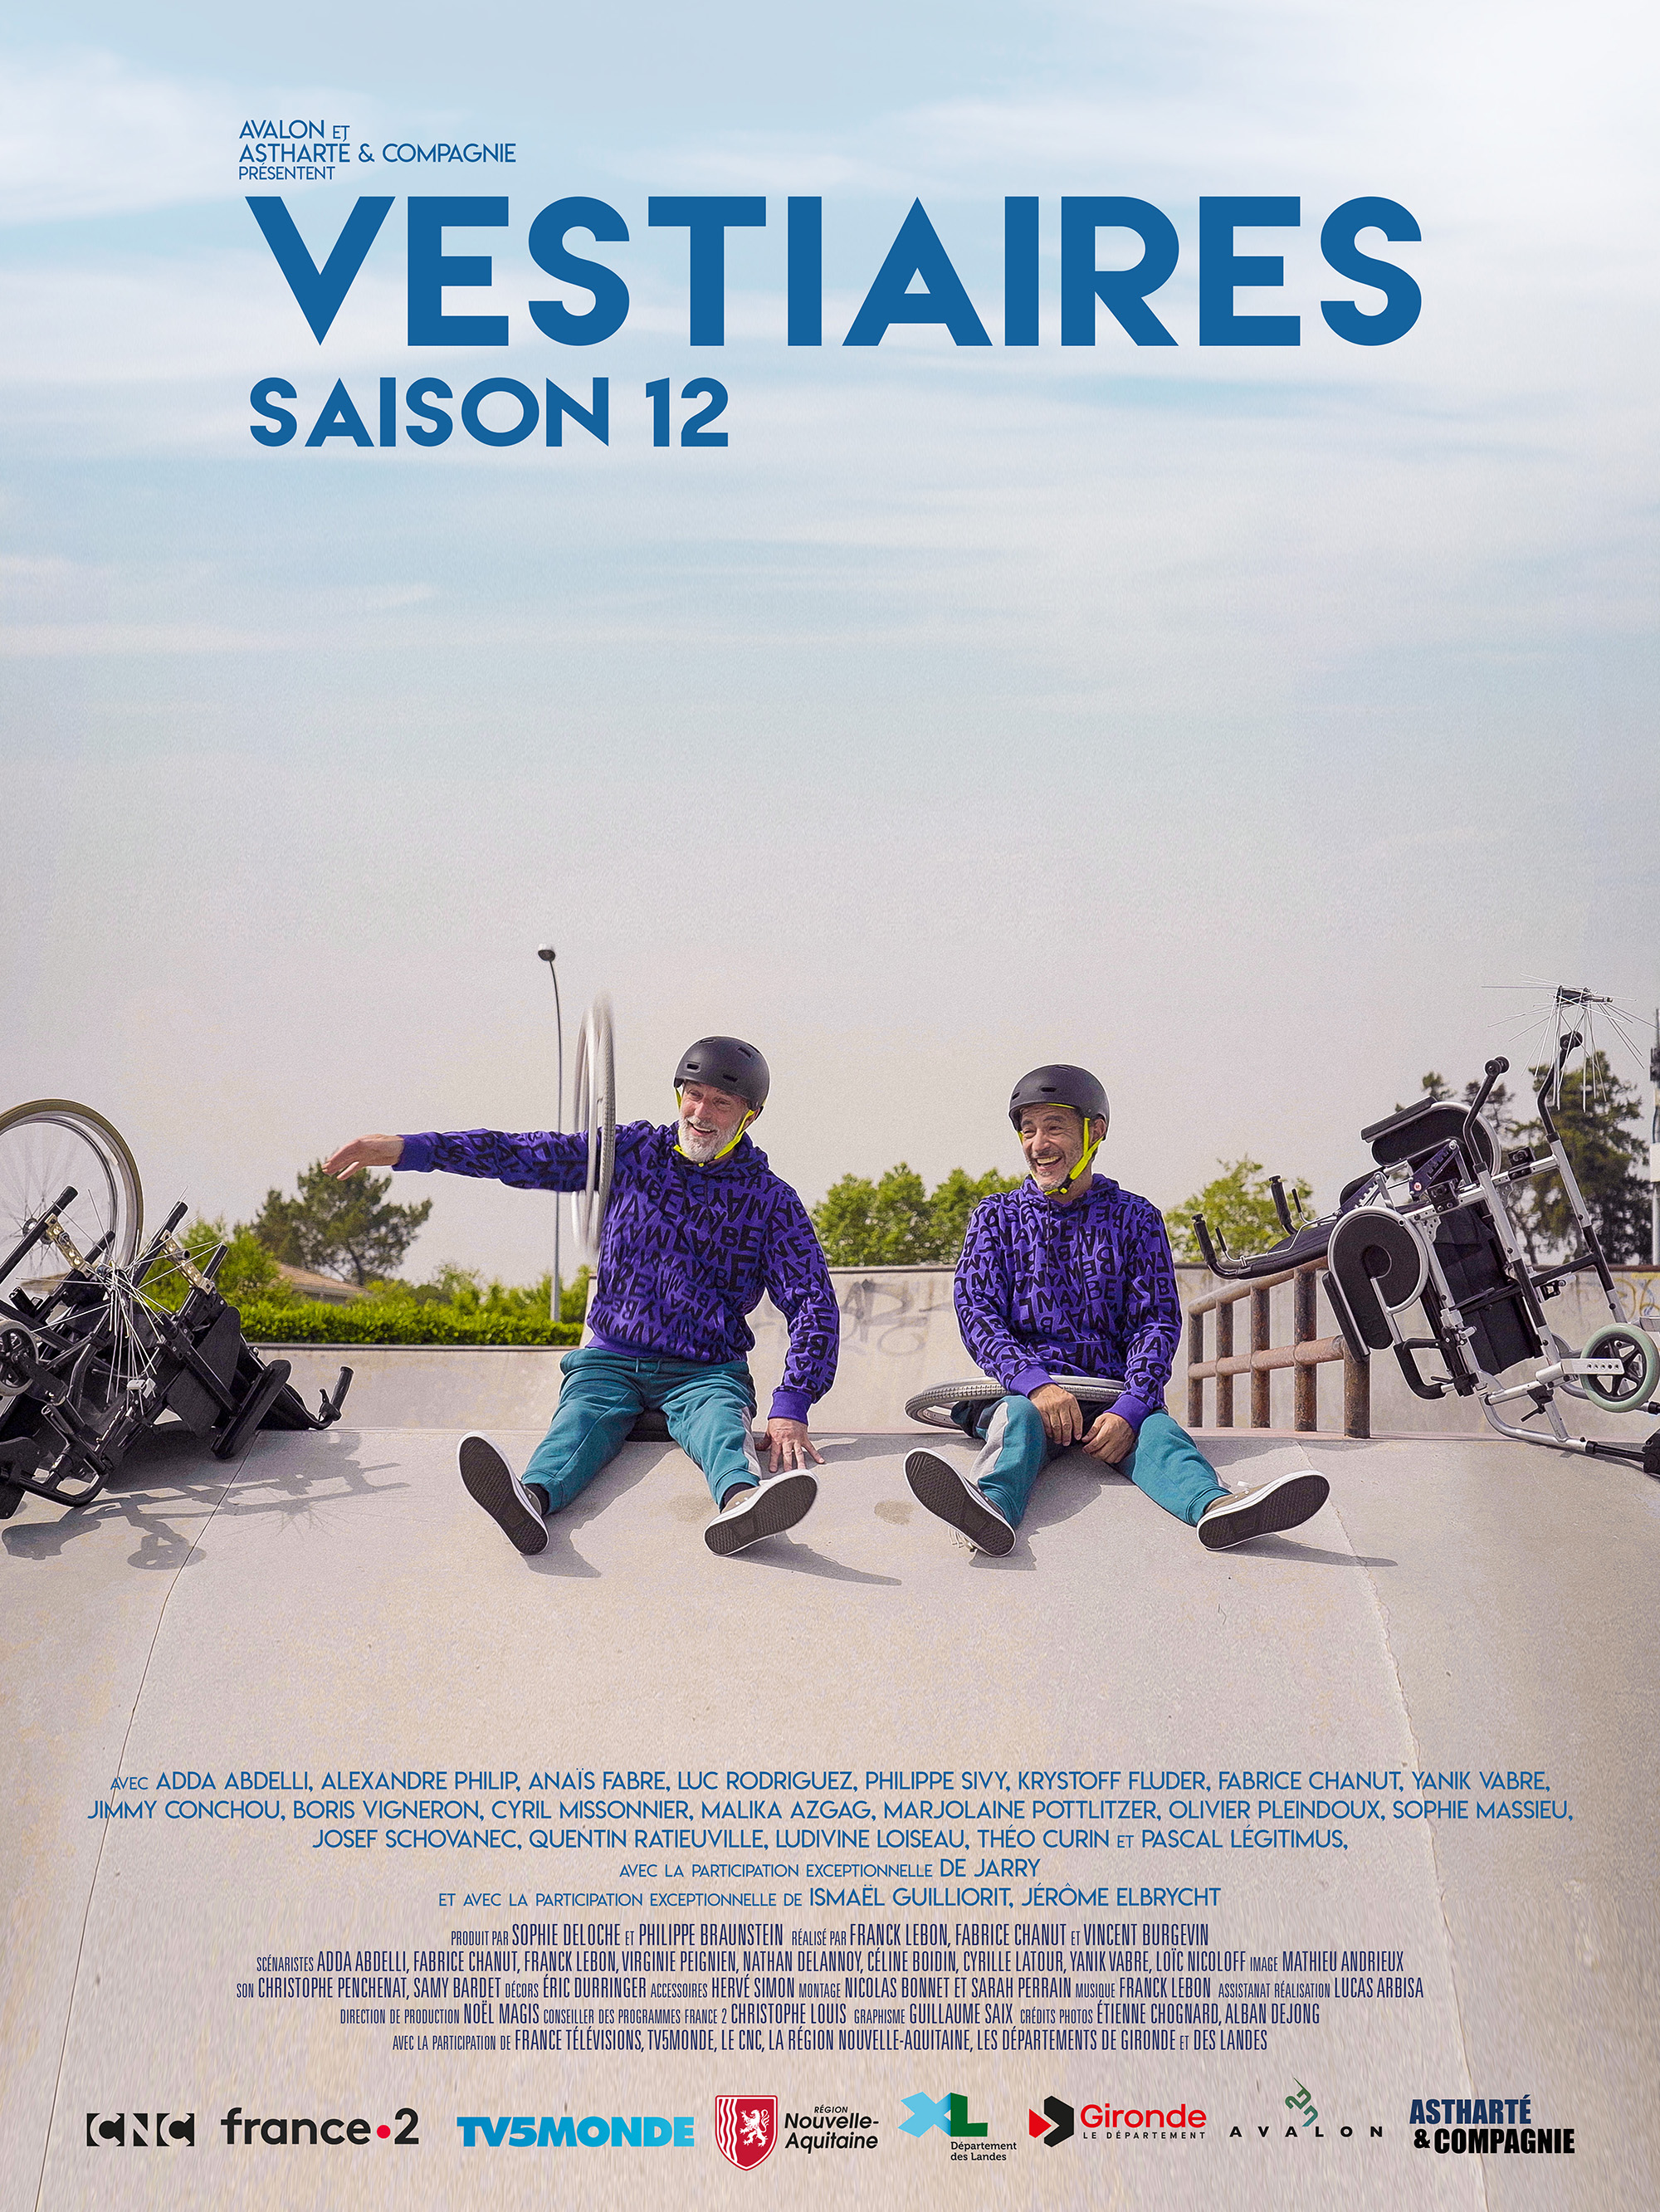 AVALON ET
ASTHARTÉ & COMPAGNIE
PRÉSENTENT
VESTIAIRES
SAISON 12
AVEC ADDA ABDELLI, ALEXANDRE PHILIP, ANAÏS FABRE, LUC RODRIGUEZ, PHILIPPE SIVY, KRYSTOFF FLUDER, FABRICE CHANUT, YANIK VABRE,
JIMMY CONCHOU, BORIS VIGNERON, CYRIL MISSONNIER, MALIKA AZGAG, MARJOLAINE POTTLITZER, OLIVIER PLEINDOUX, SOPHIE MASSIEU,
JOSEF SCHOVANEC, QUENTIN RATIEUVILLE, LUDIVINE LOISEAU, THÉO CURIN ET PASCAL LÉGITIMUS,
AVEC LA PARTICIPATION EXCEPTIONNELLE DE JARRY
ET AVEC LA PARTICIPATION EXCEPTIONNELLE DE ISMAËL GUILLIORIT, JÉRÔME ELBRYCHT
PRODUIT PAR SOPHIE DELOCHE ET PHILIPPE BRAUNSTEIN RÉALISÉ PAR FRANCK LEBON, FABRICE CHANUT ET VINCENT BURGEVIN
SCÉNARISTES ADDA ABDELLI, FABRICE CHANUT, FRANCK LEBON, VIRGINIE PEIGNIEN, NATHAN DELANNOY, CÉLINE BOIDIN, CYRILLE LATOUR, YANIK VABRE, LOÏC NICOLOFF IMAGE MATHIEU ANDRIEUX
SON CHRISTOPHE PENCHENAT, SAMY BARDET DÉCORS ÉRIC DURRINGER ACCESSOIRES HERVÉ SIMON MONTAGE NICOLAS BONNET ET SARAH PERRAIN MUSIQUE FRANCK LEBON ASSISTANAT RÉALISATION LUCAS ARBISA
DIRECTION DE PRODUCTION NOËL MAGIS CONSEILLER DES PROGRAMMES FRANCE 2 CHRISTOPHE LOUIS GRAPHISME GUILLAUME SAIX CRÉDITS PHOTOS ÉTIENNE CHOGNARD, ALBAN DEJONG
AVEC LA PARTICIPATION DE FRANCE TÉLÉVISIONS, TV5MONDE, LE CNC, LA RÉGION NOUVELLE-AQUITAINE, LES DÉPARTEMENTS DE GIRONDE ET DES LANDES
CNC
france•2
TV5MONDE
RÉGION
Nouvelle-
Aquitaine
XL
Département
des Landes
Gironde
LE DÉPARTEMENT
AVALON
ASTHARTÉ
& COMPAGNIE